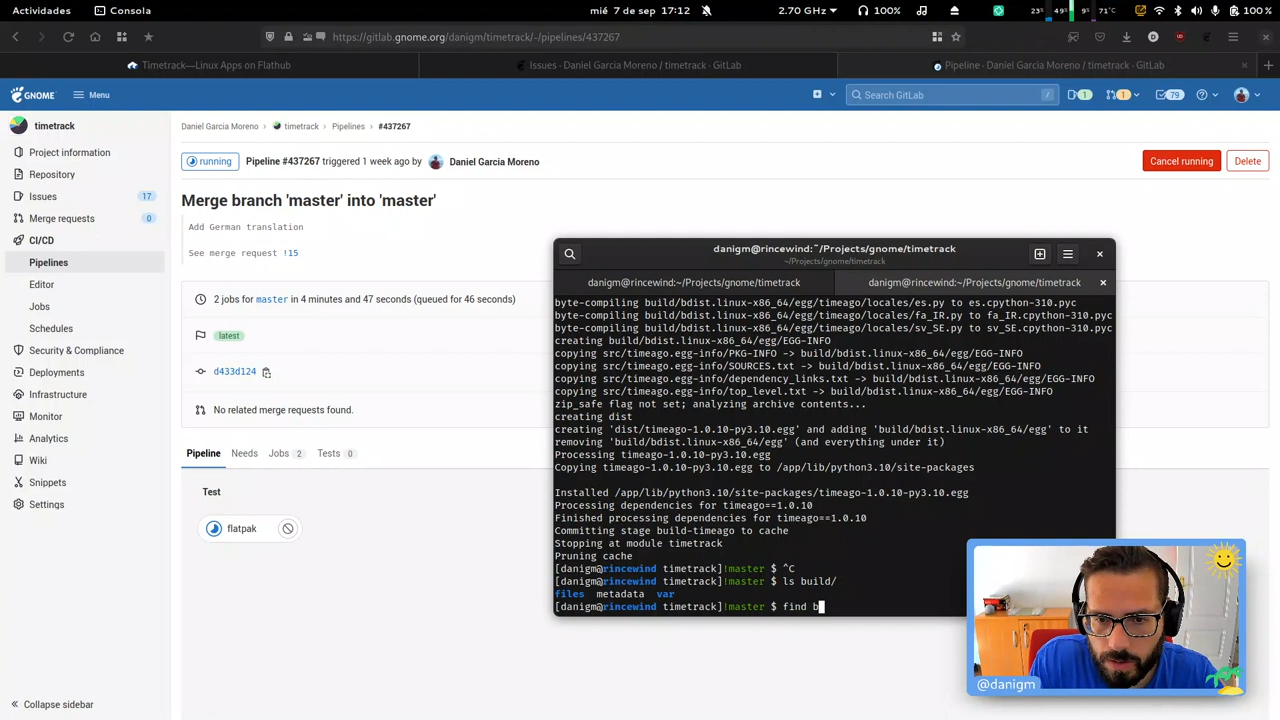 Actividades
Consola
mié 7 de sep 17:12
2.70 GHz
100%
23%
49%
9%
71°C
100 %
https://gitlab.gnome.org/danigm/timetrack/-/pipelines/437267
Timetrack—Linux Apps on Flathub
Issues · Daniel Garcia Moreno / timetrack · GitLab
Pipeline · Daniel Garcia Moreno / timetrack · GitLab
GNOME
Menu
Search GitLab
/
1
1
79
timetrack
Project information
Repository
Issues 17
Merge requests 0
CI/CD
Pipelines
Editor
Jobs
Schedules
Security & Compliance
Deployments
Infrastructure
Monitor
Analytics
Wiki
Snippets
Settings
Collapse sidebar
Daniel Garcia Moreno > timetrack > Pipelines > #437267
running
Pipeline #437267 triggered 1 week ago by
Daniel Garcia Moreno
Cancel running
Delete
Merge branch 'master' into 'master'
Add German translation
See merge request !15
2 jobs for master in 4 minutes and 47 seconds (queued for 46 seconds)
latest
d433d124
No related merge requests found.
Pipeline
Needs
Jobs 2
Tests 0
Test
flatpak
danigm@rincewind:~/Projects/gnome/timetrack
~/Projects/gnome/timetrack
danigm@rincewind:~/Projects/gnome/timetrack
danigm@rincewind:~/Projects/gnome/timetrack
byte-compiling build/bdist.linux-x86_64/egg/timeago/locales/es.py to es.cpython-310.pyc
byte-compiling build/bdist.linux-x86_64/egg/timeago/locales/fa_IR.py to fa_IR.cpython-310.pyc
byte-compiling build/bdist.linux-x86_64/egg/timeago/locales/sv_SE.py to sv_SE.cpython-310.pyc
creating build/bdist.linux-x86_64/egg/EGG-INFO
copying src/timeago.egg-info/PKG-INFO -> build/bdist.linux-x86_64/egg/EGG-INFO
copying src/timeago.egg-info/SOURCES.txt -> build/bdist.linux-x86_64/egg/EGG-INFO
copying src/timeago.egg-info/dependency_links.txt -> build/bdist.linux-x86_64/egg/EGG-INFO
copying src/timeago.egg-info/top_level.txt -> build/bdist.linux-x86_64/egg/EGG-INFO
zip_safe flag not set; analyzing archive contents...
creating dist
creating 'dist/timeago-1.0.10-py3.10.egg' and adding 'build/bdist.linux-x86_64/egg' to it
removing 'build/bdist.linux-x86_64/egg' (and everything under it)
Processing timeago-1.0.10-py3.10.egg
Copying timeago-1.0.10-py3.10.egg to /app/lib/python3.10/site-packages
Installed /app/lib/python3.10/site-packages/timeago-1.0.10-py3.10.egg
Processing dependencies for timeago==1.0.10
Finished processing dependencies for timeago==1.0.10
Committing stage build-timeago to cache
Stopping at module timetrack
Pruning cache
[danigm@rincewind timetrack]!master $ ^C
[danigm@rincewind timetrack]!master $ ls build/
files metadata var
[danigm@rincewind timetrack]!master $ find b
@danigm